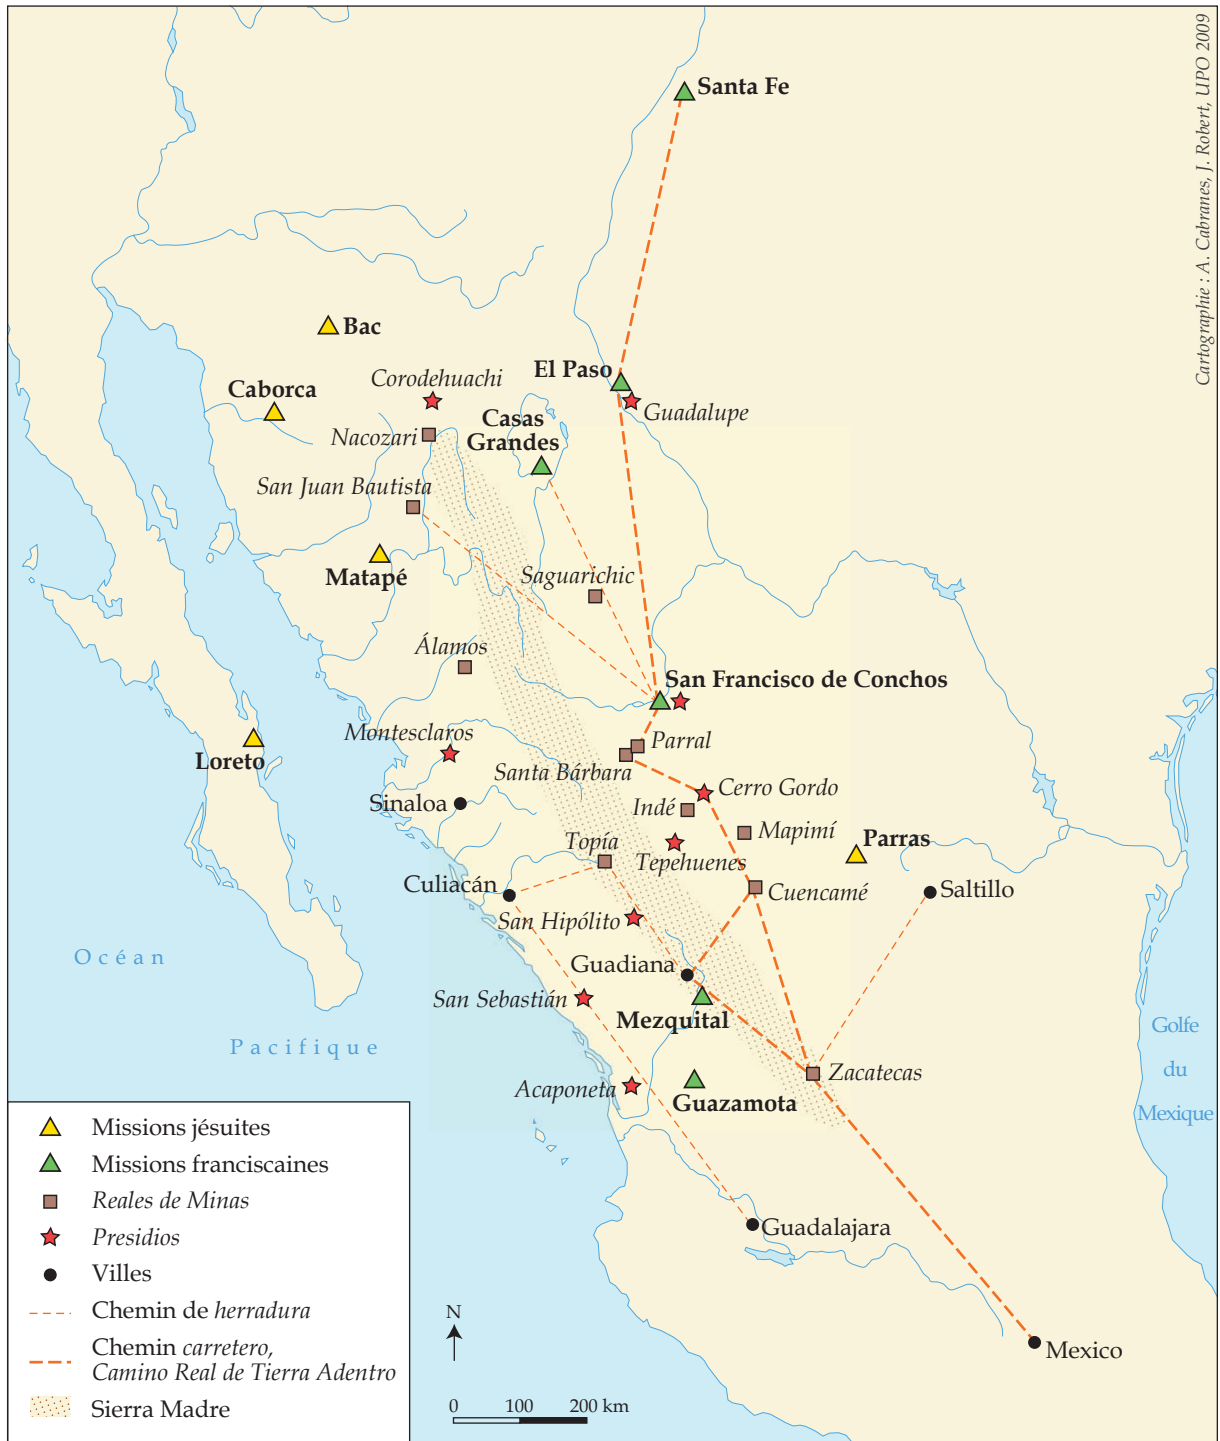 Cartographie : A. Cabranes, J. Robert, UPO 2009
Santa Fe
Bac
El Paso
Corodehuachi
Caborca
Guadalupe
Casas
Grandes
Nacozari
San Juan Bautista
Matapé
Saguarichic
Álamos
San Francisco de Conchos
Montesclaros
Parral
Loreto
Santa Bárbara
Cerro Gordo
Sinaloa
Indé
Mapimí
Topía
Tepehuenes
Parras
Culiacán
Cuencamé
Saltillo
San Hipólito
Océan
Guadiana
San Sebastián
Mezquital
Pacifique
Golfe
du
Mexique
Zacatecas
Acaponeta
Guazamota
Guadalajara
Mexico
Missions jésuites
Missions franciscaines
Reales de Minas
Presidios
Villes
Chemin de herradura
Chemin carretero,
Camino Real de Tierra Adentro
Sierra Madre
N
0 100 200 km